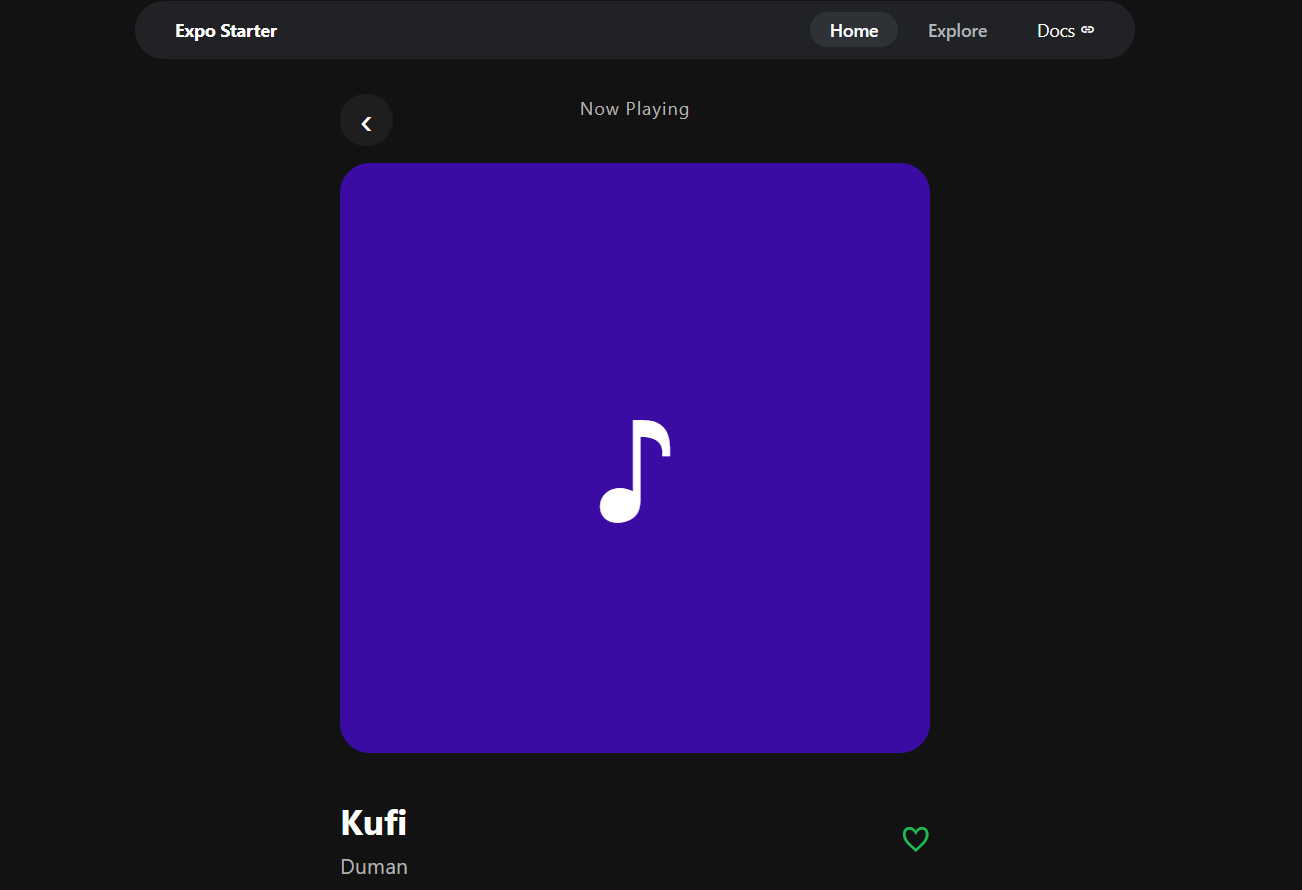 Expo Starter
Home
Explore
Docs
Now Playing
Kufi
Duman